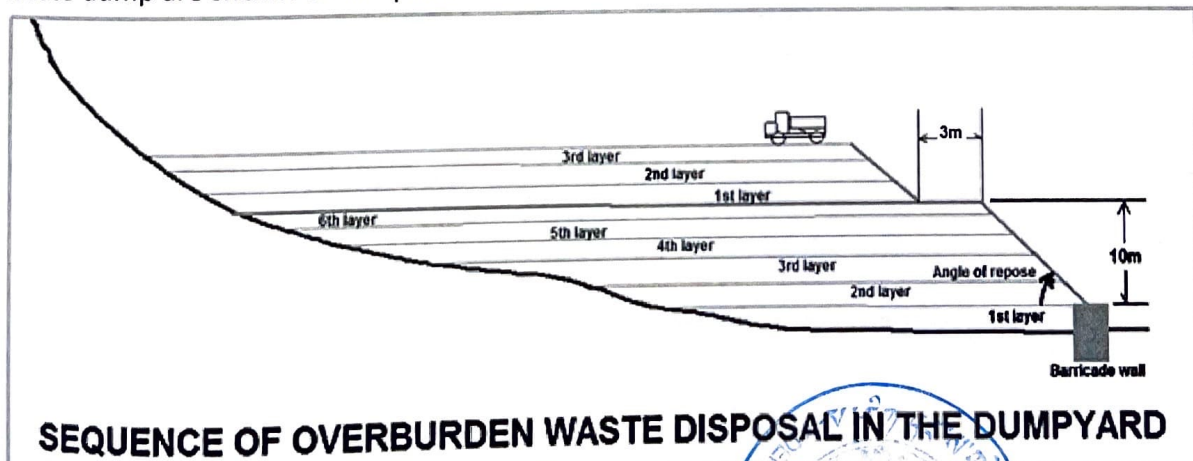 3m
3rd layer
2nd layer
1st layer
6th layer
5th layer
4th layer
10m
3rd layer
Angle of repose
2nd layer
1st layer
Barricade wall
SEQUENCE OF OVERBURDEN WASTE DISPOSAL IN THE DUMPYARD